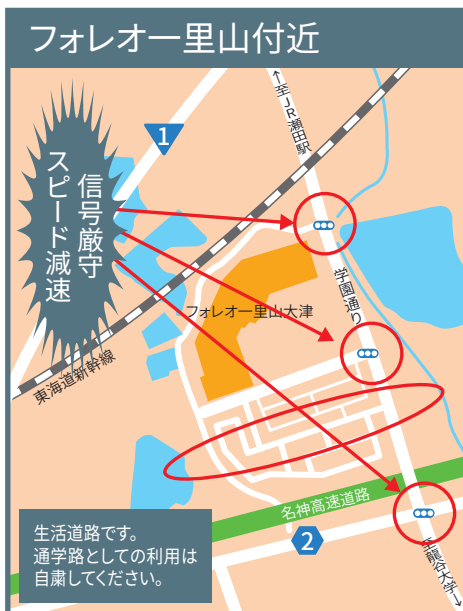 フォレオ一里山付近
←至JR瀬田駅
1
信号厳守
スピード減速
学園通り
フォレオ一里山大津
東海道新幹線
名神高速道路
2
生活道路です。
通学路としての利用は
自粛してください。
至龍谷大学→